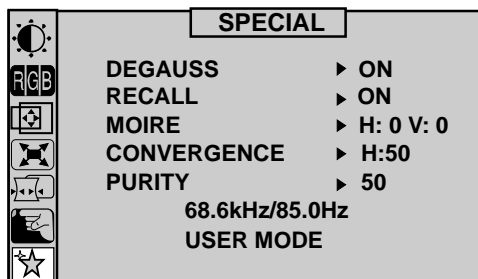 SPECIAL
RGB
DEGAUSS ▸ ON
RECALL ▸ ON
MOIRE ▸ H: 0 V: 0
CONVERGENCE ▸ H:50
PURITY ▸ 50
68.6kHz/85.0Hz
USER MODE